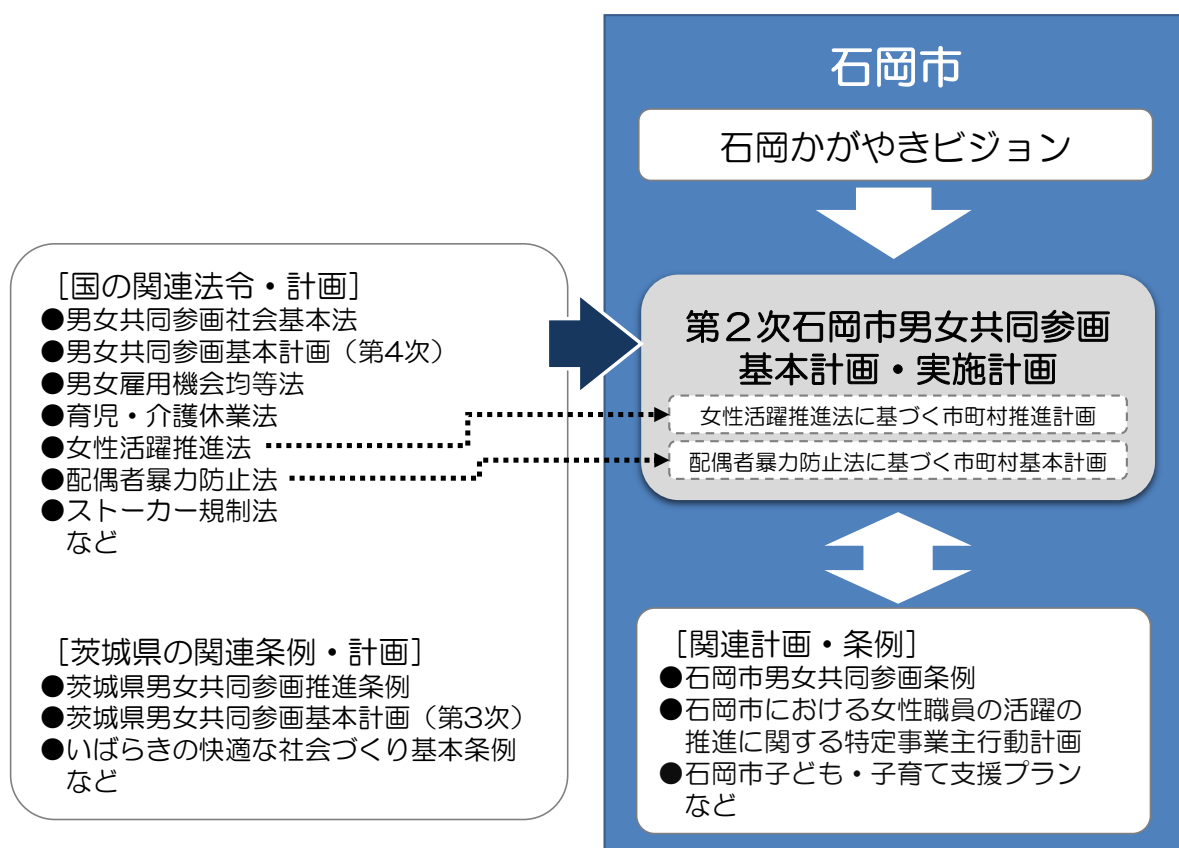 石岡市
石岡かがやきビジョン
第2次石岡市男女共同参画
基本計画・実施計画
女性活躍推進法に基づく市町村推進計画
配偶者暴力防止法に基づく市町村基本計画
［国の関連法令・計画］
●男女共同参画社会基本法
●男女共同参画基本計画（第4次）
●男女雇用機会均等法
●育児・介護休業法
●女性活躍推進法
●配偶者暴力防止法
●ストーカー規制法
など
［茨城県の関連条例・計画］
●茨城県男女共同参画推進条例
●茨城県男女共同参画基本計画（第3次）
●いばらきの快適な社会づくり基本条例
など
［関連計画・条例］
●石岡市男女共同参画条例
●石岡市における女性職員の活躍の
推進に関する特定事業主行動計画
●石岡市子ども・子育て支援プラン
など